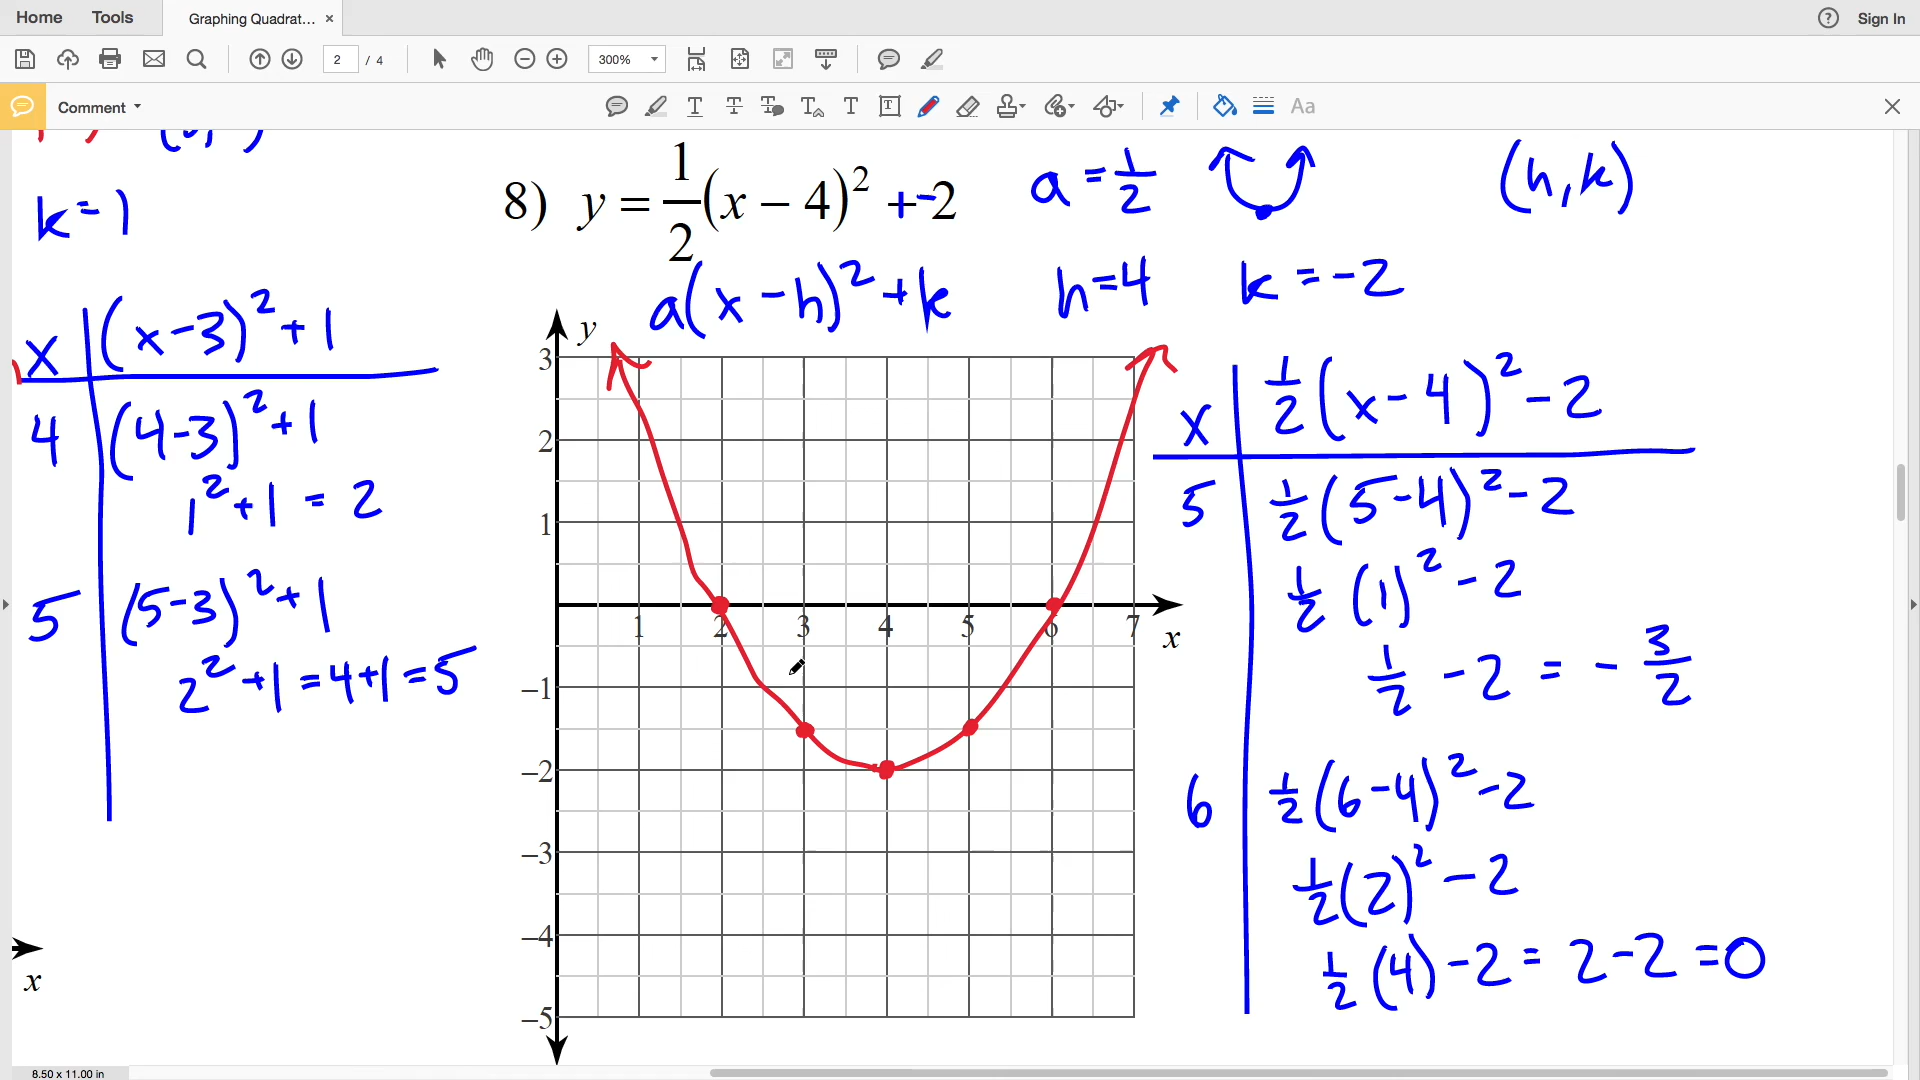 Home Tools Graphing Quadrat... × Sign In
2 / 4 300%
Comment Aa
k = 1
8) y = 1/2(x − 4)² + -2
a = 1/2
(h, k)
a(x − h)² + k
h = 4 k = -2
x | (x-3)² + 1
4 | (4-3)² + 1
1² + 1 = 2
5 | (5-3)² + 1
2² + 1 = 4+1 = 5
x
y
3
2
1
−1
−2
−3
−4
−5
1 2 3 4 5 6 7
x
x | 1/2(x-4)² - 2
5 | 1/2(5-4)² - 2
1/2(1)² - 2
1/2 - 2 = - 3/2
6 | 1/2(6-4)² - 2
1/2(2)² - 2
1/2(4) - 2 = 2 - 2 = 0
8.50 x 11.00 in